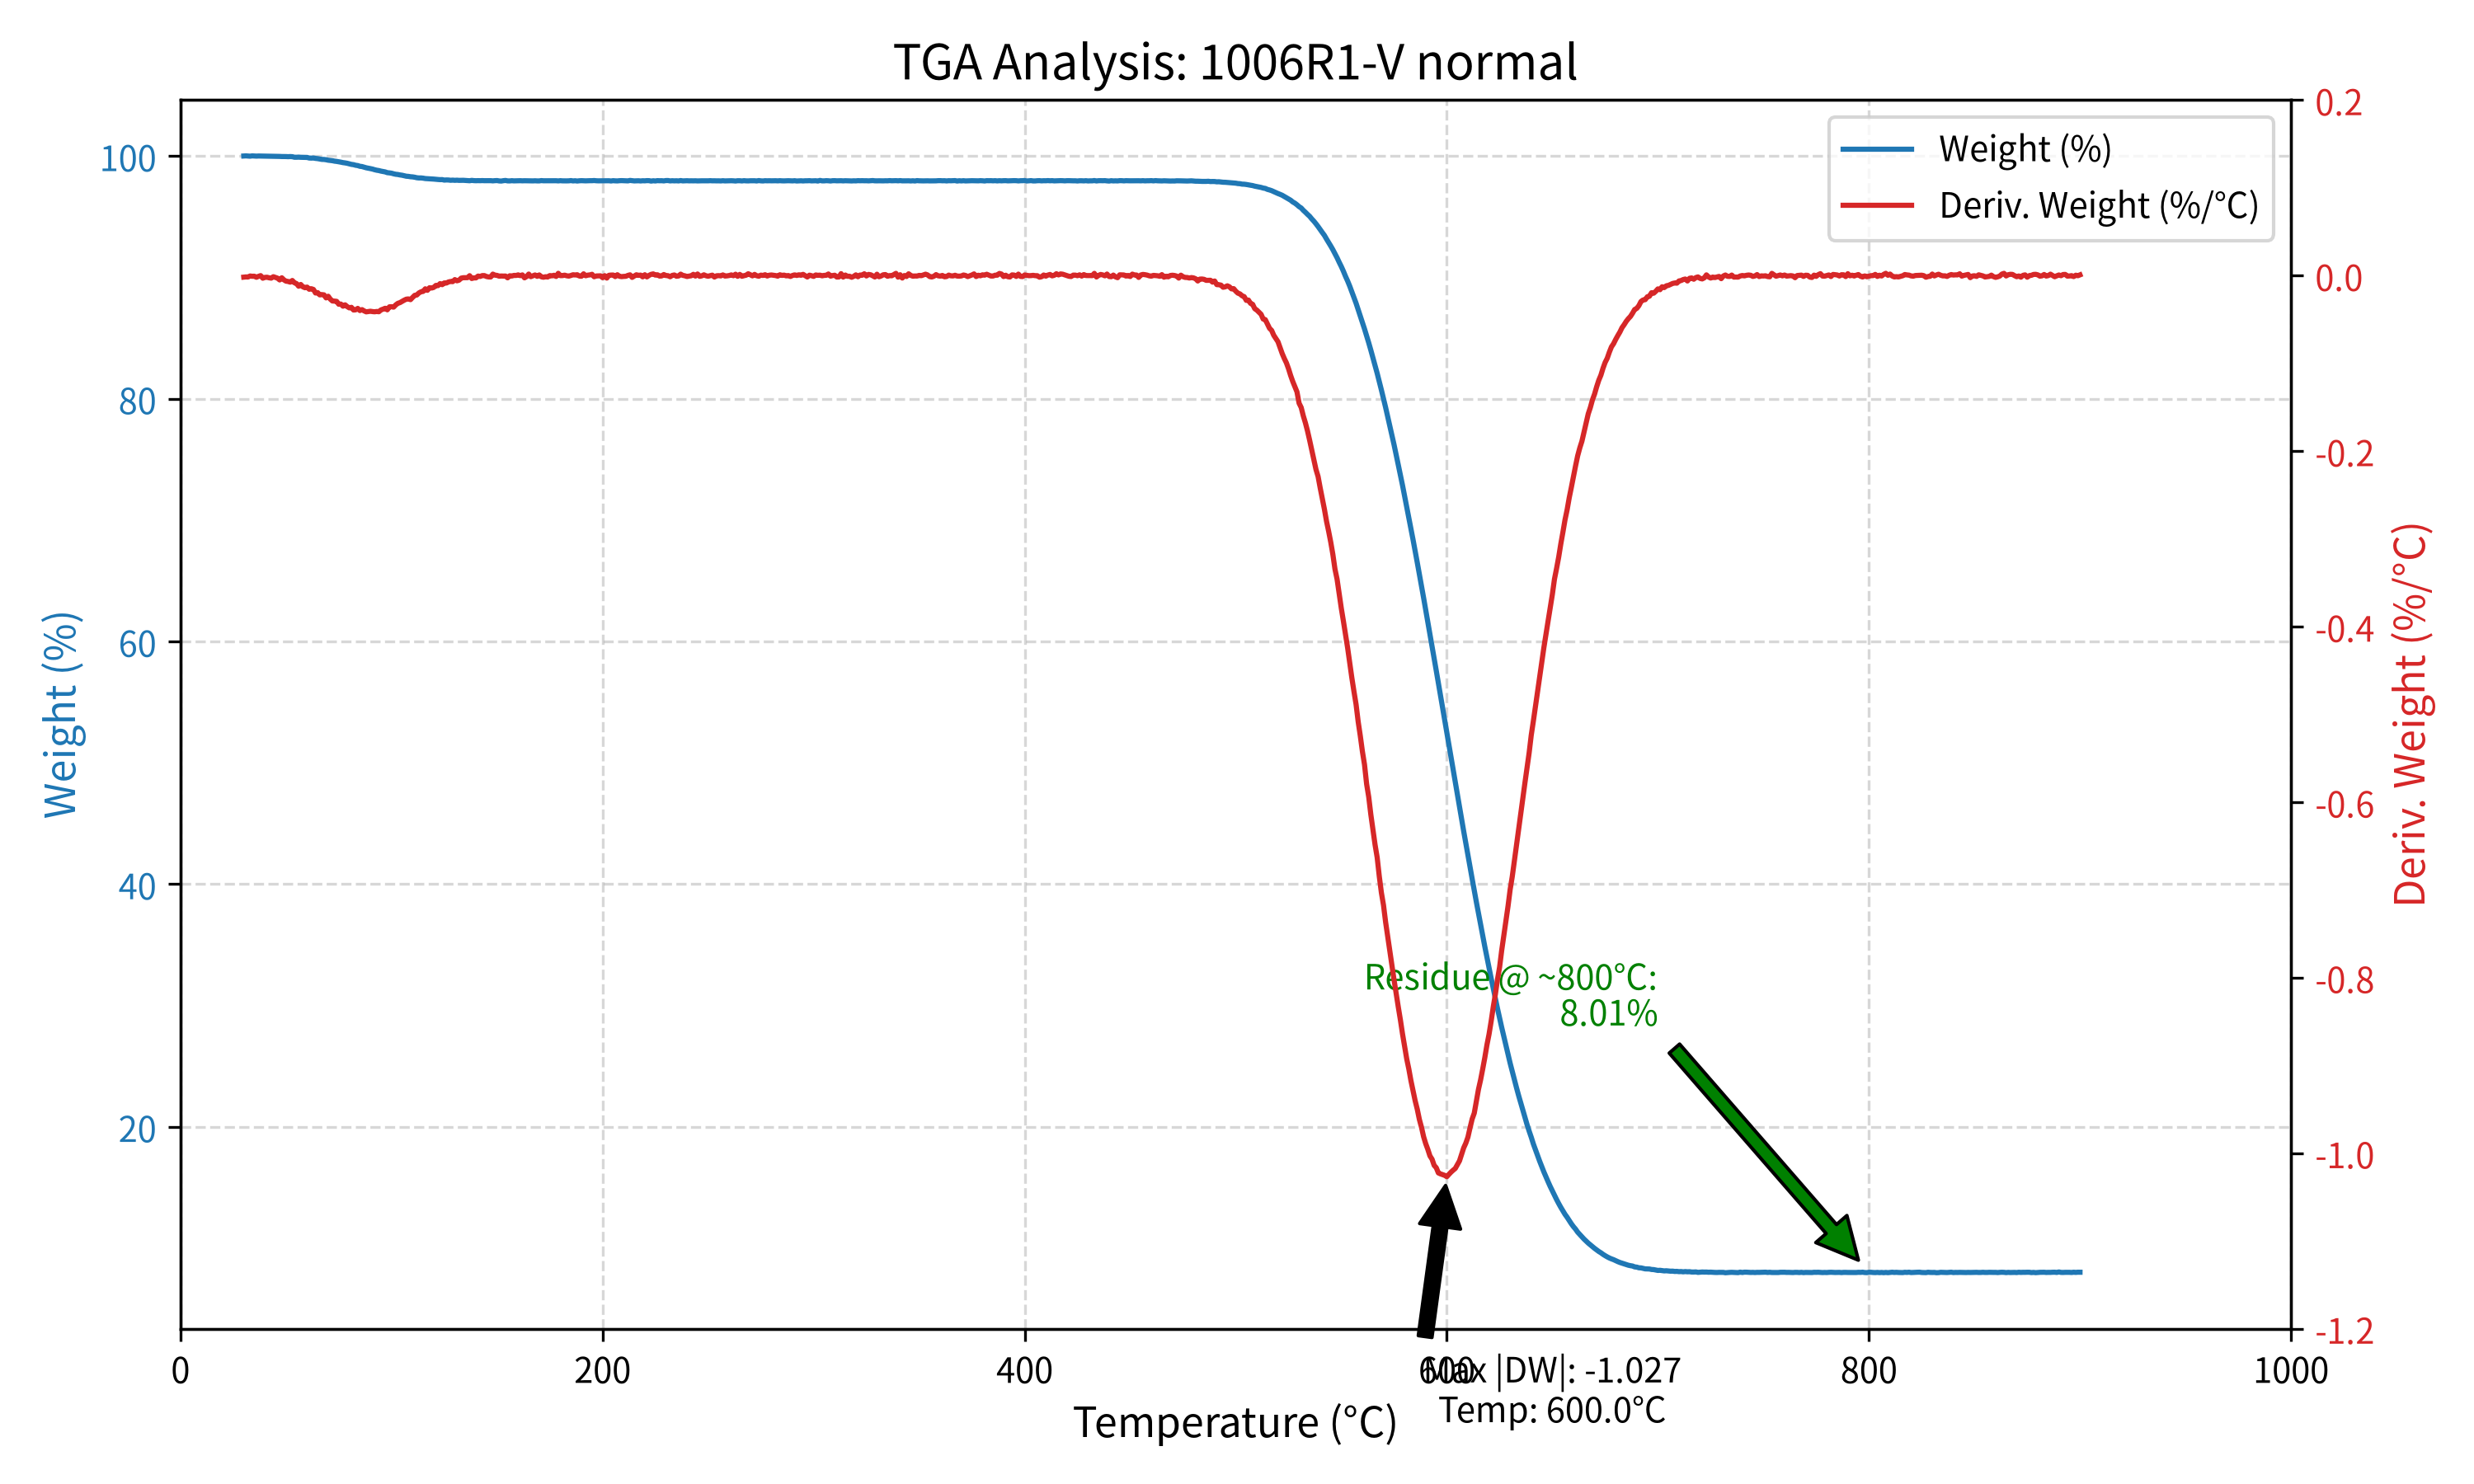 TGA Analysis: 1006R1-V normal
Weight (%)
Deriv. Weight (%/°C)
100
80
60
40
20
Weight (%)
0.2
0.0
-0.2
-0.4
-0.6
-0.8
-1.0
-1.2
Deriv. Weight (%/°C)
Residue @ ~800°C:
8.01%
0
200
400
600
800
1000
Max |DW|: -1.027
Temp: 600.0°C
Temperature (°C)